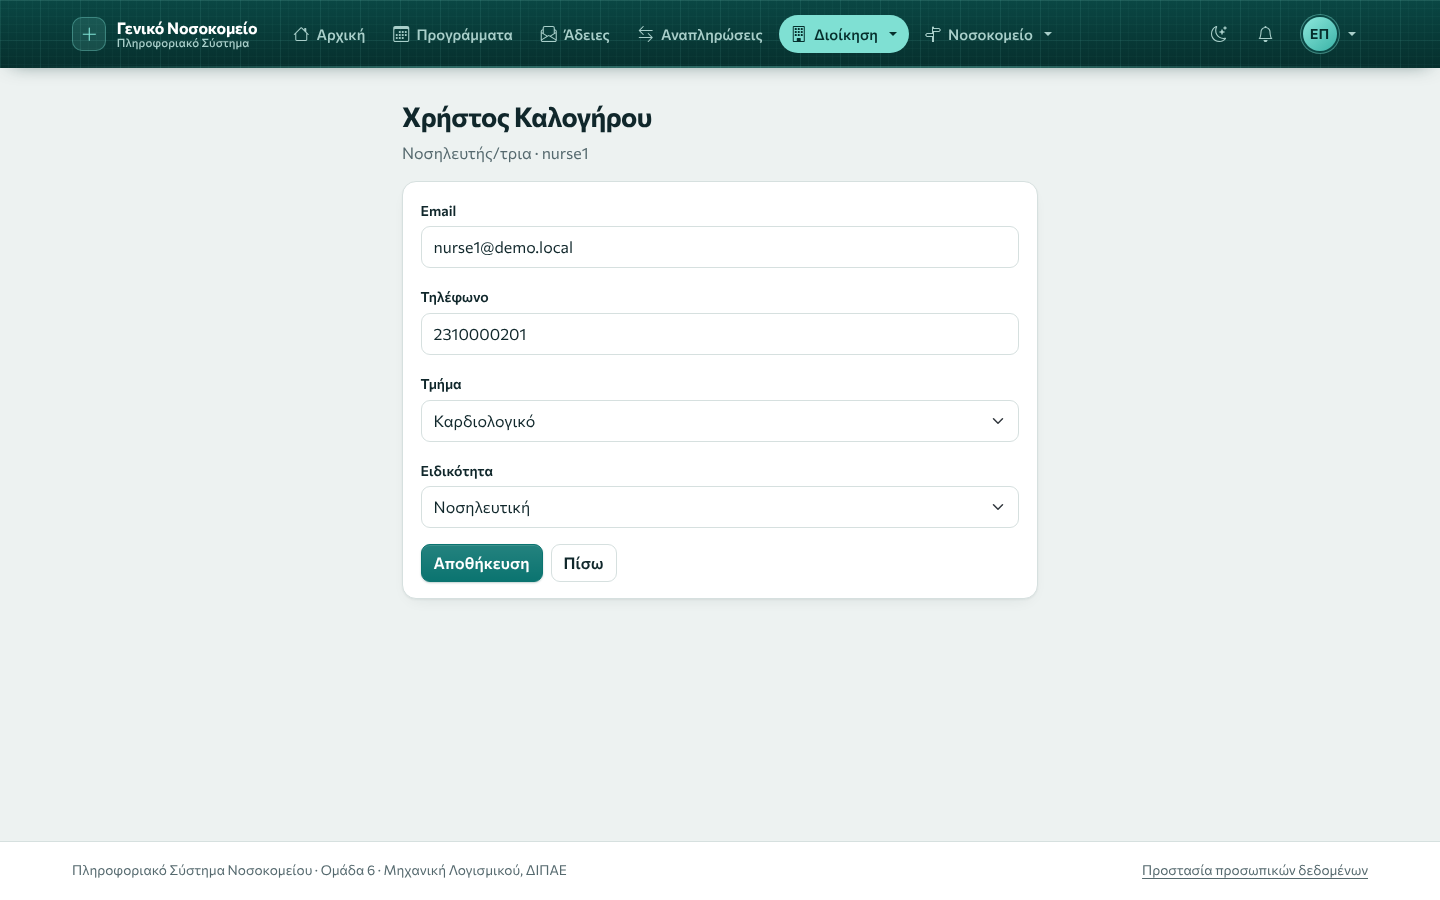 Γενικό Νοσοκομείο
Πληροφοριακό Σύστημα
Αρχική
Προγράμματα
Άδειες
Αναπληρώσεις
Διοίκηση
Νοσοκομείο
ΕΠ
Χρήστος Καλογήρου
Νοσηλευτής/τρια · nurse1
Email
nurse1@demo.local
Τηλέφωνο
2310000201
Τμήμα
Καρδιολογικό
Ειδικότητα
Νοσηλευτική
Αποθήκευση
Πίσω
Πληροφοριακό Σύστημα Νοσοκομείου · Ομάδα 6 · Μηχανική Λογισμικού, ΔΙΠΑΕ
Προστασία προσωπικών δεδομένων